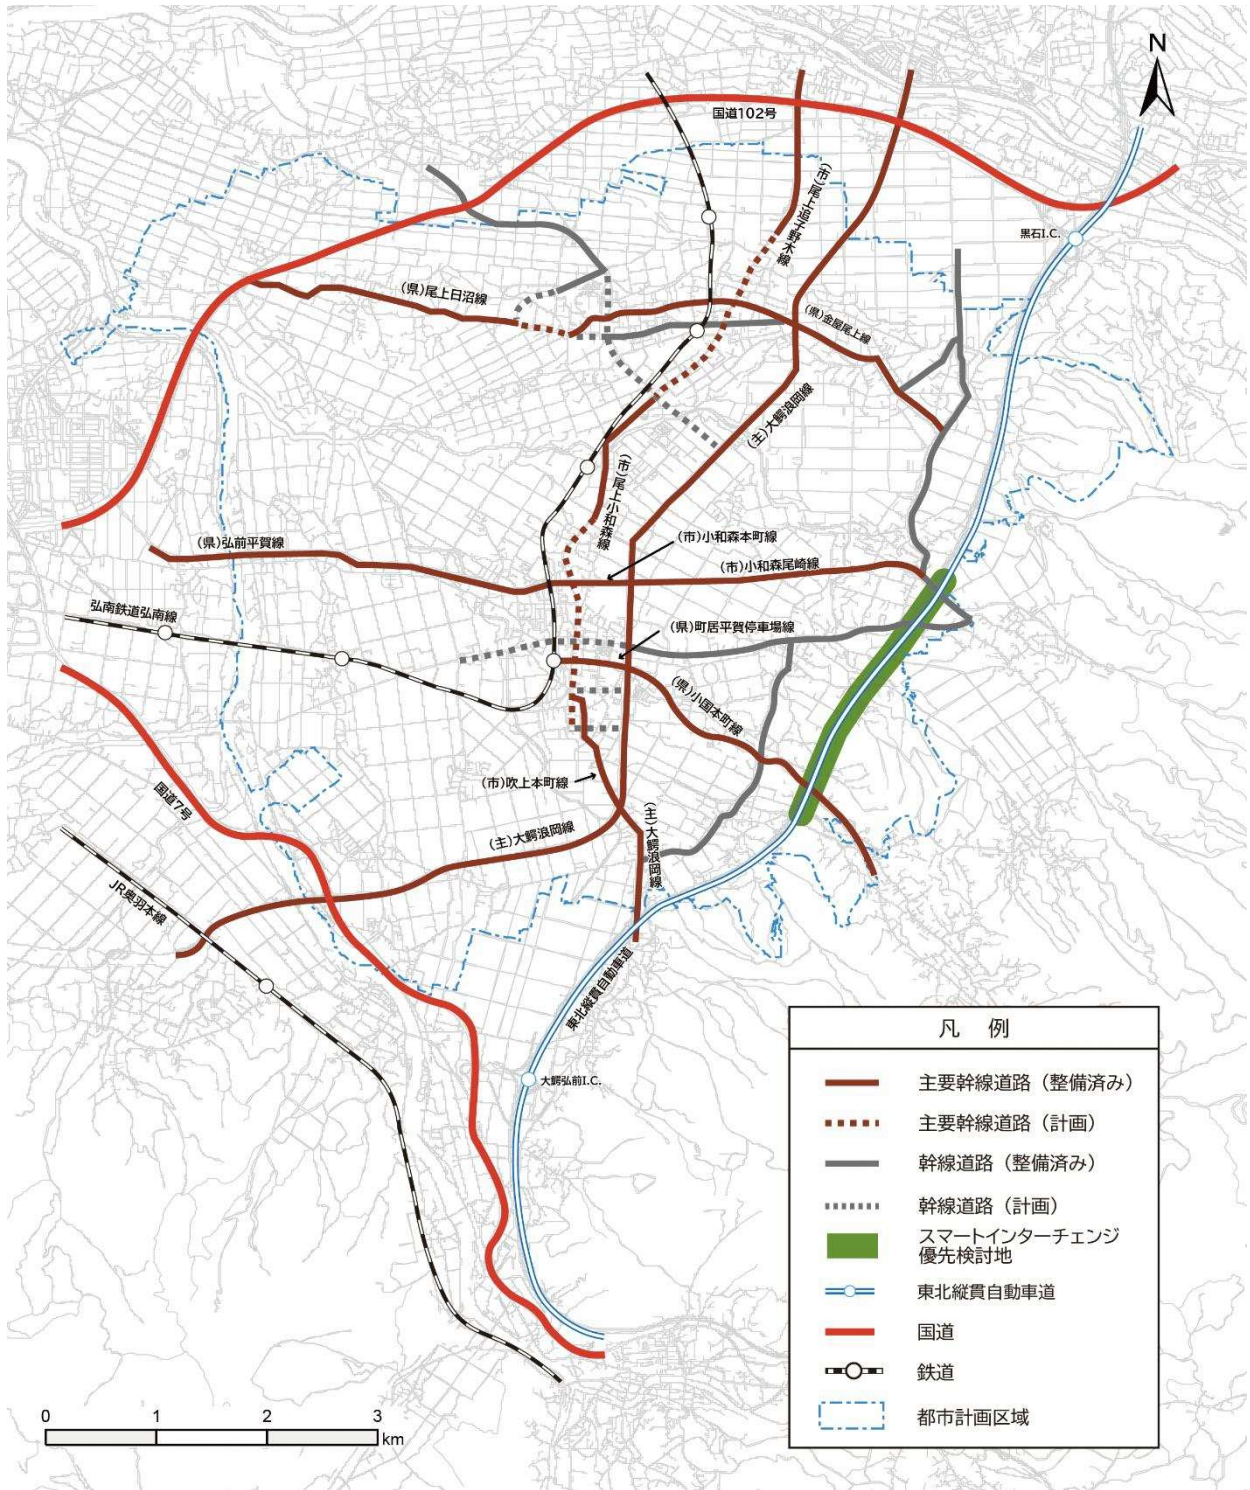 N
国道102号
(市)尾上追子野木線
黒石I.C.
(県)尾上日沼線
(県)金屋尾上線
(主)大鰐浪岡線
(市)尾上小和森線
(市)小和森本町線
(県)弘前平賀線
(市)小和森尾崎線
弘南鉄道弘南線
(県)町居平賀停車場線
(県)小国本町線
国道7号
(市)吹上本町線
(主)大鰐浪岡線
(主)大鰐浪岡線
JR奥羽本線
東北縦貫自動車道
大鰐弘前I.C.
凡 例
主要幹線道路(整備済み)
主要幹線道路(計画)
幹線道路(整備済み)
幹線道路(計画)
スマートインターチェンジ
優先検討地
東北縦貫自動車道
国道
鉄道
都市計画区域
0 1 2 3
km